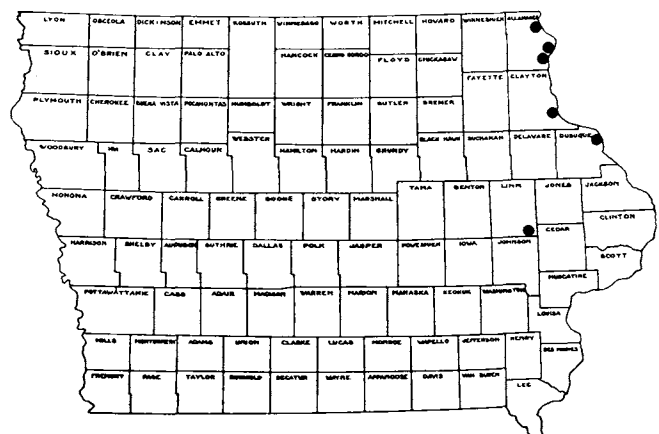 LYON OSCEOLA DICKINSON EMMET KOSSUTH WINNEBAGO WORTH MITCHELL HOWARD WINNESHIEK ALLAMAKEE
SIOUX O'BRIEN CLAY PALO ALTO HANCOCK CERRO GORDO FLOYD CHICKASAW
FAYETTE CLAYTON
PLYMOUTH CHEROKEE BUENA VISTA POCAHONTAS HUMBOLDT WRIGHT FRANKLIN BUTLER BREMER
WEBSTER BLACK HAWK BUCHANAN DELAWARE DUBUQUE
WOODBURY IDA SAC CALHOUN HAMILTON HARDIN GRUNDY
TAMA BENTON LINN JONES JACKSON
MONONA CRAWFORD CARROLL GREENE BOONE STORY MARSHALL
CLINTON
CEDAR
HARRISON SHELBY AUDUBON GUTHRIE DALLAS POLK JASPER POWESHIEK IOWA JOHNSON SCOTT
MUSCATINE
POTTAWATTAMIE CASS ADAIR MADISON WARREN MARION MAHASKA KEOKUK WASHINGTON
LOUISA
MILLS MONTGOMERY ADAMS UNION CLARKE LUCAS MONROE WAPELLO JEFFERSON HENRY
DES MOINES
FREMONT PAGE TAYLOR RINGGOLD DECATUR WAYNE APPANOOSE DAVIS VAN BUREN
LEE